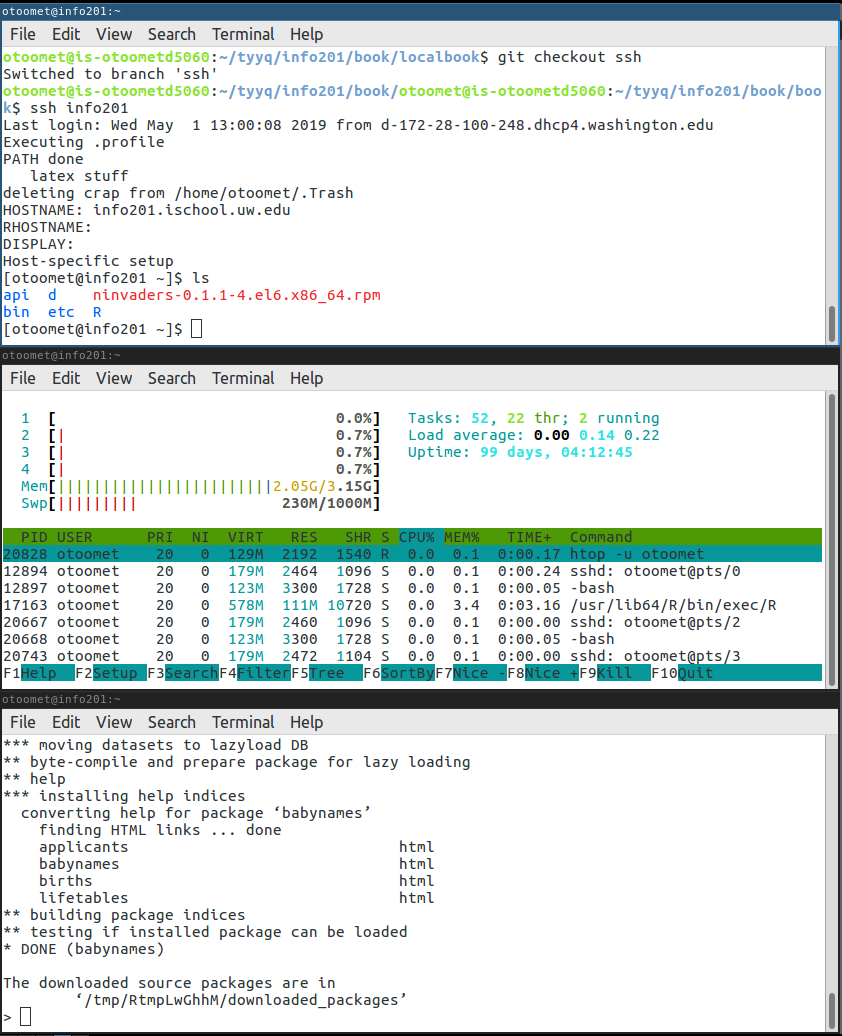 otoomet@info201:~
File Edit View Search Terminal Help
otoomet@is-otoometd5060:~/tyyq/info201/book/localbook$ git checkout ssh
Switched to branch 'ssh'
otoomet@is-otoometd5060:~/tyyq/info201/book/otoomet@is-otoometd5060:~/tyyq/info201/book/boo
k$ ssh info201
Last login: Wed May  1 13:00:08 2019 from d-172-28-100-248.dhcp4.washington.edu
Executing .profile
PATH done
   latex stuff
deleting crap from /home/otoomet/.Trash
HOSTNAME: info201.ischool.uw.edu
RHOSTNAME:
DISPLAY:
Host-specific setup
[otoomet@info201 ~]$ ls
api  d    ninvaders-0.1.1-4.el6.x86_64.rpm
bin  etc  R
[otoomet@info201 ~]$
otoomet@info201:~
File Edit View Search Terminal Help
1  [                               0.0%]   Tasks: 52, 22 thr; 2 running
2  [|                              0.7%]   Load average: 0.00 0.14 0.22
3  [|                              0.7%]   Uptime: 99 days, 04:12:45
4  [|                              0.7%]
Mem[||||||||||||||||||||||||2.05G/3.15G]
Swp[|||||||||                230M/1000M]
PID USER      PRI  NI  VIRT   RES   SHR S CPU% MEM%   TIME+  Command
20828 otoomet    20   0  129M  2192  1540 R  0.0  0.1  0:00.17 htop -u otoomet
12894 otoomet    20   0  179M  2464  1096 S  0.0  0.1  0:00.24 sshd: otoomet@pts/0
12897 otoomet    20   0  123M  3300  1728 S  0.0  0.1  0:00.05 -bash
17163 otoomet    20   0  578M  111M 10720 S  0.0  3.4  0:03.16 /usr/lib64/R/bin/exec/R
20667 otoomet    20   0  179M  2460  1096 S  0.0  0.1  0:00.00 sshd: otoomet@pts/2
20668 otoomet    20   0  123M  3300  1728 S  0.0  0.1  0:00.05 -bash
20743 otoomet    20   0  179M  2472  1104 S  0.0  0.1  0:00.00 sshd: otoomet@pts/3
F1Help  F2Setup F3SearchF4FilterF5Tree  F6SortByF7Nice -F8Nice +F9Kill  F10Quit
otoomet@info201:~
File Edit View Search Terminal Help
*** moving datasets to lazyload DB
** byte-compile and prepare package for lazy loading
** help
*** installing help indices
  converting help for package ‘babynames’
    finding HTML links ... done
    applicants                              html
    babynames                               html
    births                                  html
    lifetables                              html
** building package indices
** testing if installed package can be loaded
* DONE (babynames)
The downloaded source packages are in
        ‘/tmp/RtmpLwGhhM/downloaded_packages’
>